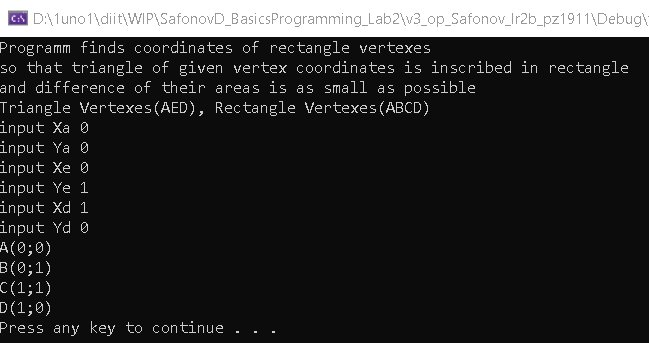 D:\1uno1\diit\WIP\SafonovD_BasicsProgramming_Lab2\v3_op_Safonov_lr2b_pz1911\Debug\
Programm finds coordinates of rectangle vertexes
so that triangle of given vertex coordinates is inscribed in rectangle
and difference of their areas is as small as possible
Triangle Vertexes(AED), Rectangle Vertexes(ABCD)
input Xa 0
input Ya 0
input Xe 0
input Ye 1
input Xd 1
input Yd 0
A(0;0)
B(0;1)
C(1;1)
D(1;0)
Press any key to continue . . .